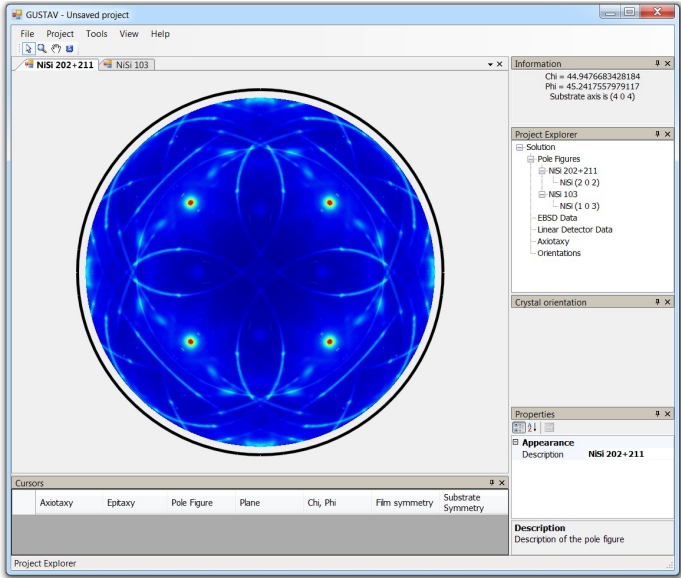 GUSTAV - Unsaved project
File Project Tools View Help
NiSi 202+211 NiSi 103
Information
Chi = 44.9476683428184
Phi = 45.2417557979117
Substrate axis is (4 0 4)
Project Explorer
Solution
Pole Figures
NiSi 202+211
NiSi (2 0 2)
NiSi 103
NiSi (1 0 3)
EBSD Data
Linear Detector Data
Axiotaxy
Orientations
Crystal orientation
Properties
Appearance
Description NiSi 202+211
Description
Description of the pole figure
Cursors
Axiotaxy Epitaxy Pole Figure Plane Chi, Phi Film symmetry Substrate
Symmetry
Project Explorer